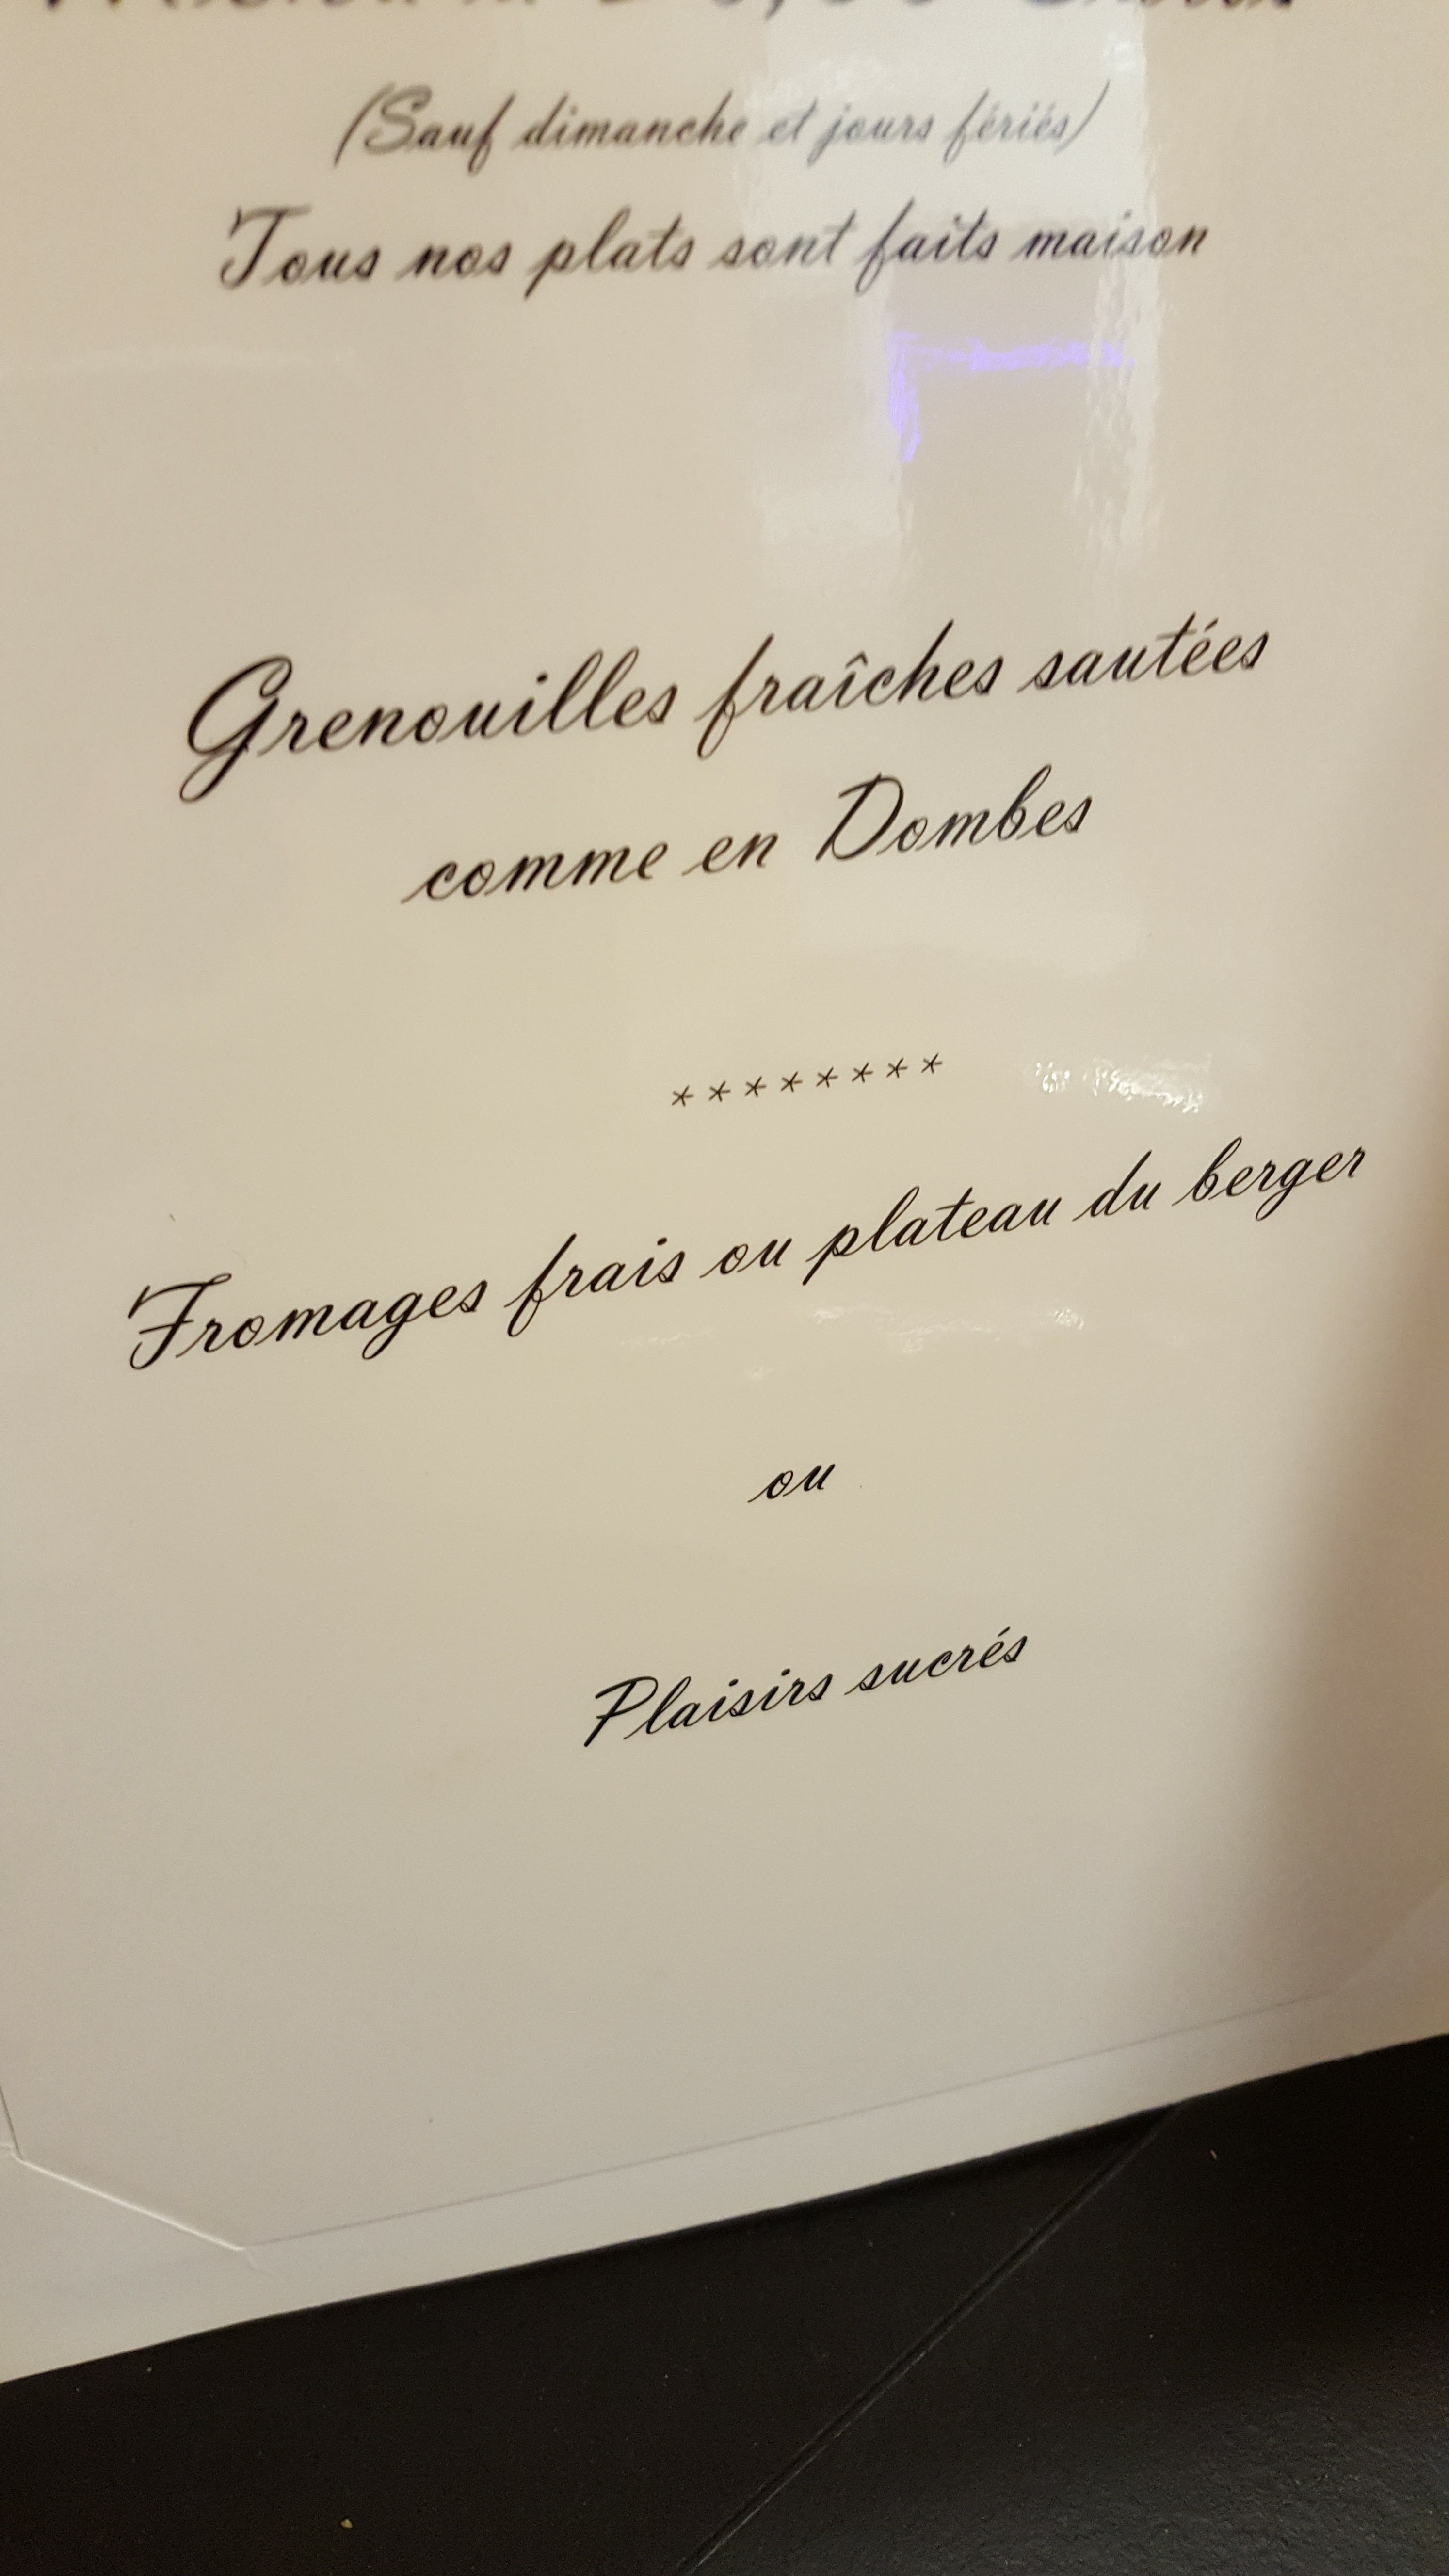 (Sauf dimanche et jours fériés)
Tous nos plats sont faits maison
Grenouilles fraîches sautées
comme en Dombes
********
Fromages frais ou plateau du berger
ou
Plaisirs sucrés